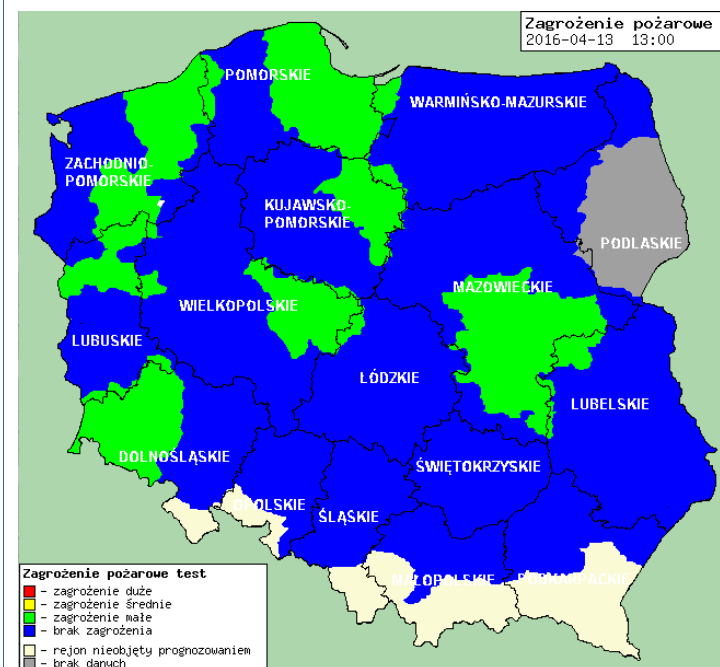 Zagrożenie pożarowe
2016-04-13 13:00
POMORSKIE
WARMIŃSKO-MAZURSKIE
ZACHODNIO-
POMORSKIE
KUJAWSKO-
POMORSKIE
PODLASKIE
MAZOWIECKIE
WIELKOPOLSKIE
LUBUSKIE
ŁÓDZKIE
LUBELSKIE
DOLNOŚLĄSKIE
ŚWIĘTOKRZYSKIE
OPOLSKIE
ŚLĄSKIE
MAŁOPOLSKIE
PODKARPACKIE
Zagrożenie pożarowe test
- zagrożenie duże
- zagrożenie średnie
- zagrożenie małe
- brak zagrożenia
- rejon nieobjęty prognozowaniem
- brak danych